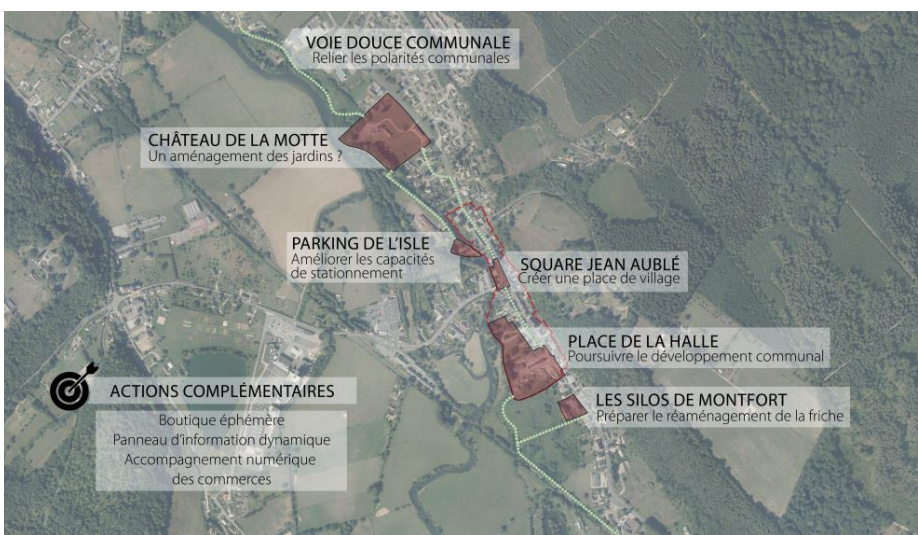 VOIE DOUCE COMMUNALE
Relier les polarités communales
CHÂTEAU DE LA MOTTE
Un aménagement des jardins ?
PARKING DE L'ISLE
Améliorer les capacités
de stationnement
SQUARE JEAN AUBLÉ
Créer une place de village
PLACE DE LA HALLE
Poursuivre le développement communal
LES SILOS DE MONTFORT
Préparer le réaménagement de la friche
ACTIONS COMPLÉMENTAIRES
Boutique éphémère
Panneau d'information dynamique
Accompagnement numérique
des commerces